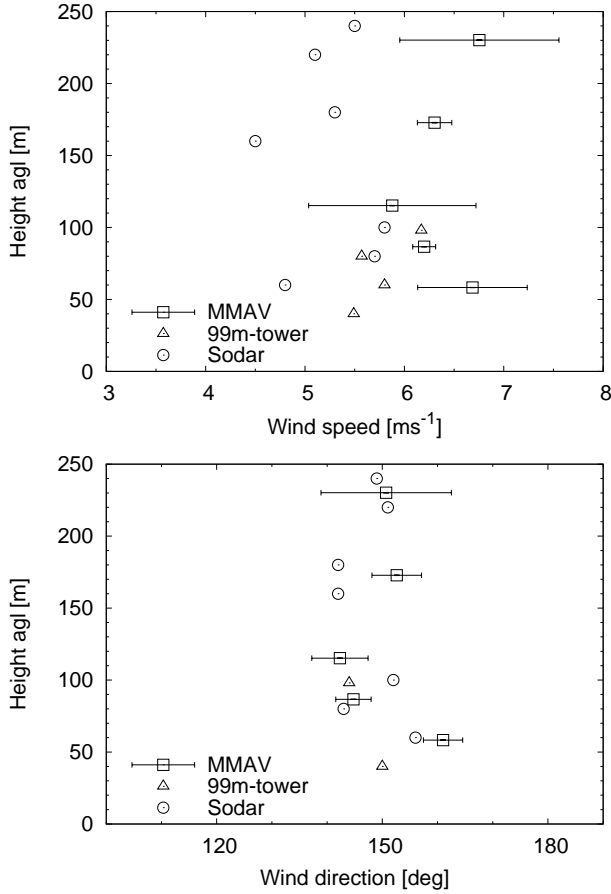 250
200
150
100
50
0
Height agl [m]
MMAV
99m-tower
Sodar
3 4 5 6 7 8
Wind speed [ms⁻¹]
250
200
150
100
50
0
Height agl [m]
MMAV
99m-tower
Sodar
120 150 180
Wind direction [deg]